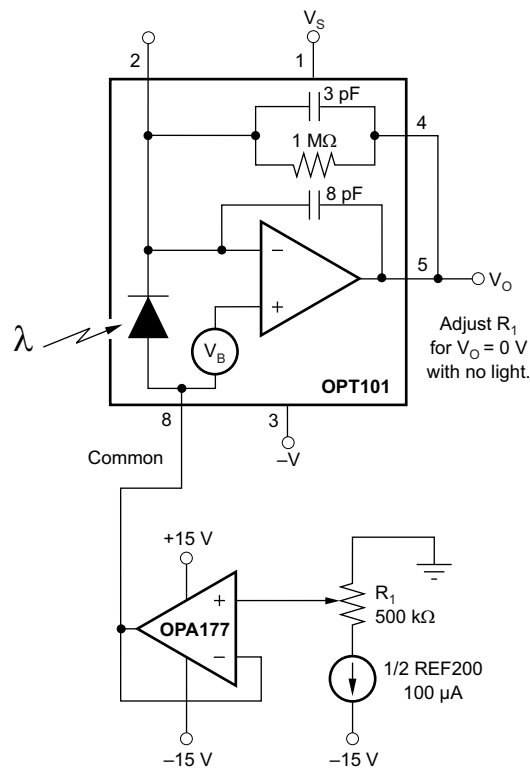 V_S
2
1
3 pF
4
1 MΩ
8 pF
–
5
V_O
+
λ
V_B
Adjust R_1
for V_O = 0 V
with no light.
OPT101
8
3
–V
Common
+15 V
+
R_1
500 kΩ
OPA177
–
1/2 REF200
100 µA
–15 V
–15 V